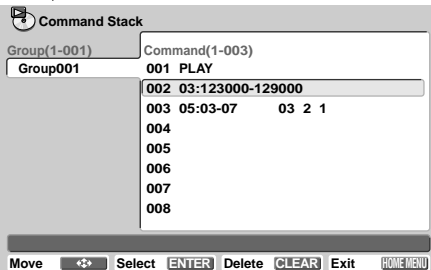 Command Stack
Group(1-001) Command(1-003)
Group001 001 PLAY
002 03:123000-129000
003 05:03-07 03 2 1
004
005
006
007
008
Move Select ENTER Delete CLEAR Exit HOME MENU